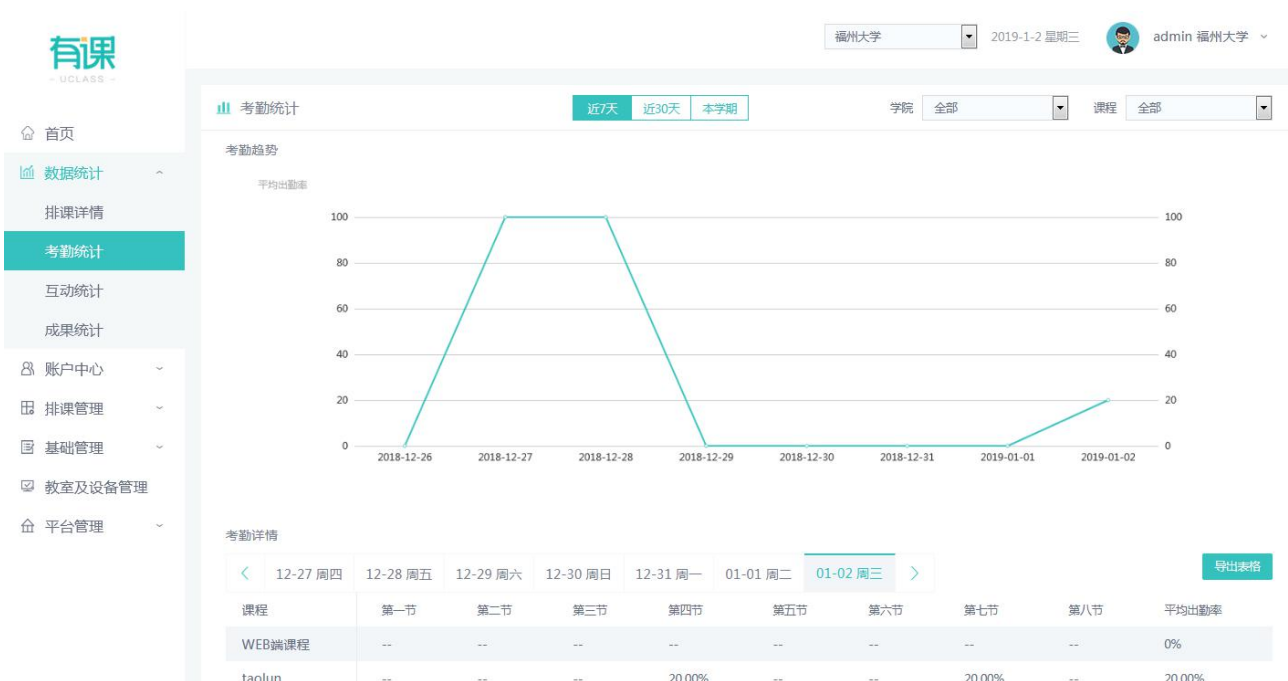 有课
- UCLASS -
福州大学
2019-1-2 星期三
admin 福州大学
首页
数据统计
排课详情
考勤统计
互动统计
成果统计
账户中心
排课管理
基础管理
教室及设备管理
平台管理
考勤统计
近7天 近30天 本学期
学院 全部 课程 全部
考勤趋势
平均出勤率
100 100
80 80
60 60
40 40
20 20
0 0
2018-12-26 2018-12-27 2018-12-28 2018-12-29 2018-12-30 2018-12-31 2019-01-01 2019-01-02
考勤详情
12-27 周四 12-28 周五 12-29 周六 12-30 周日 12-31 周一 01-01 周二 01-02 周三
导出表格
课程 第一节 第二节 第三节 第四节 第五节 第六节 第七节 第八节 平均出勤率
WEB端课程 -- -- -- -- -- -- -- -- 0%
taolun -- -- -- 20.00% -- -- 20.00% -- 20.00%